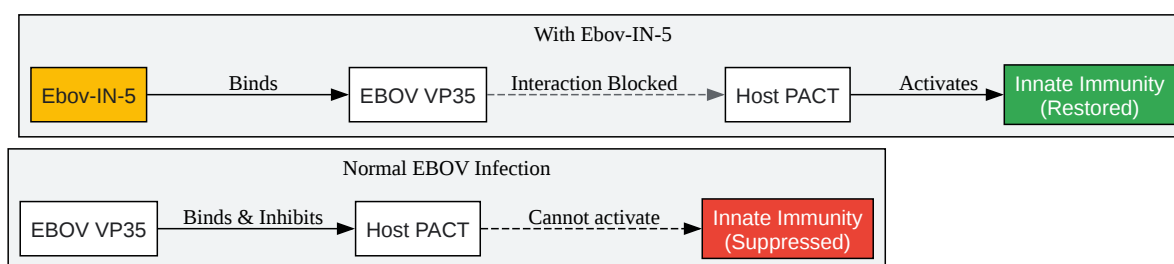 With Ebov-IN-5
Ebov-IN-5
Binds
EBOV VP35
Interaction Blocked
Host PACT
Activates
Innate Immunity
(Restored)
Normal EBOV Infection
EBOV VP35
Binds & Inhibits
Host PACT
Cannot activate
Innate Immunity
(Suppressed)